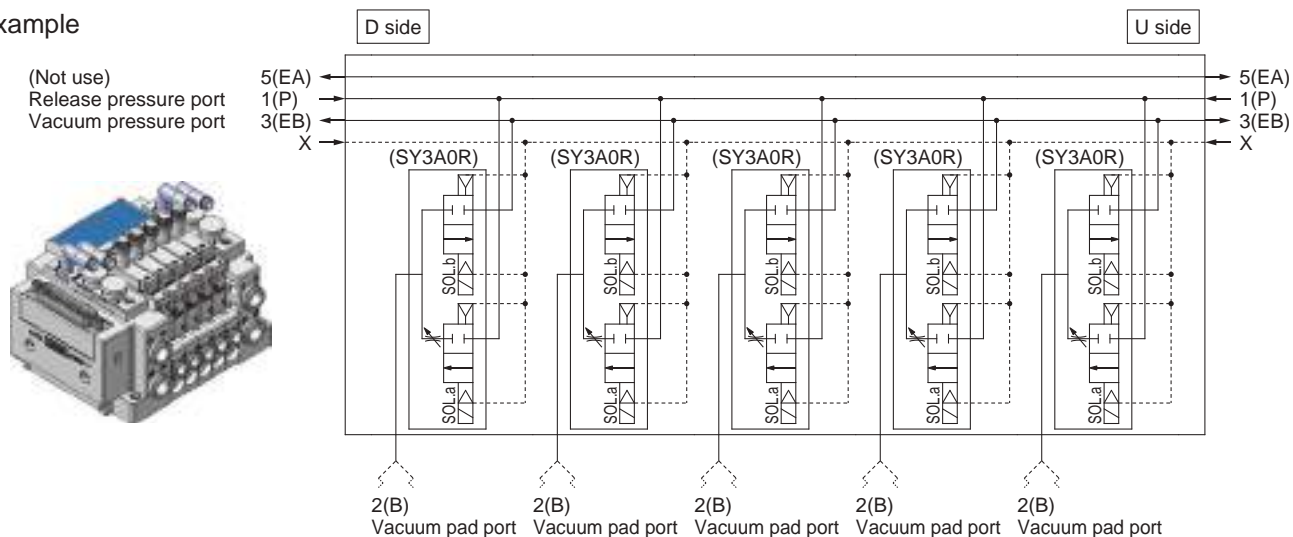 xample
D side
U side
(Not use) 5(EA) 5(EA)
Release pressure port 1(P) 1(P)
Vacuum pressure port 3(EB) 3(EB)
X X
(SY3A0R) (SY3A0R) (SY3A0R) (SY3A0R) (SY3A0R)
SOL.b SOL.b SOL.b SOL.b SOL.b
SOL.a SOL.a SOL.a SOL.a SOL.a
2(B) 2(B) 2(B) 2(B) 2(B)
Vacuum pad port Vacuum pad port Vacuum pad port Vacuum pad port Vacuum pad port